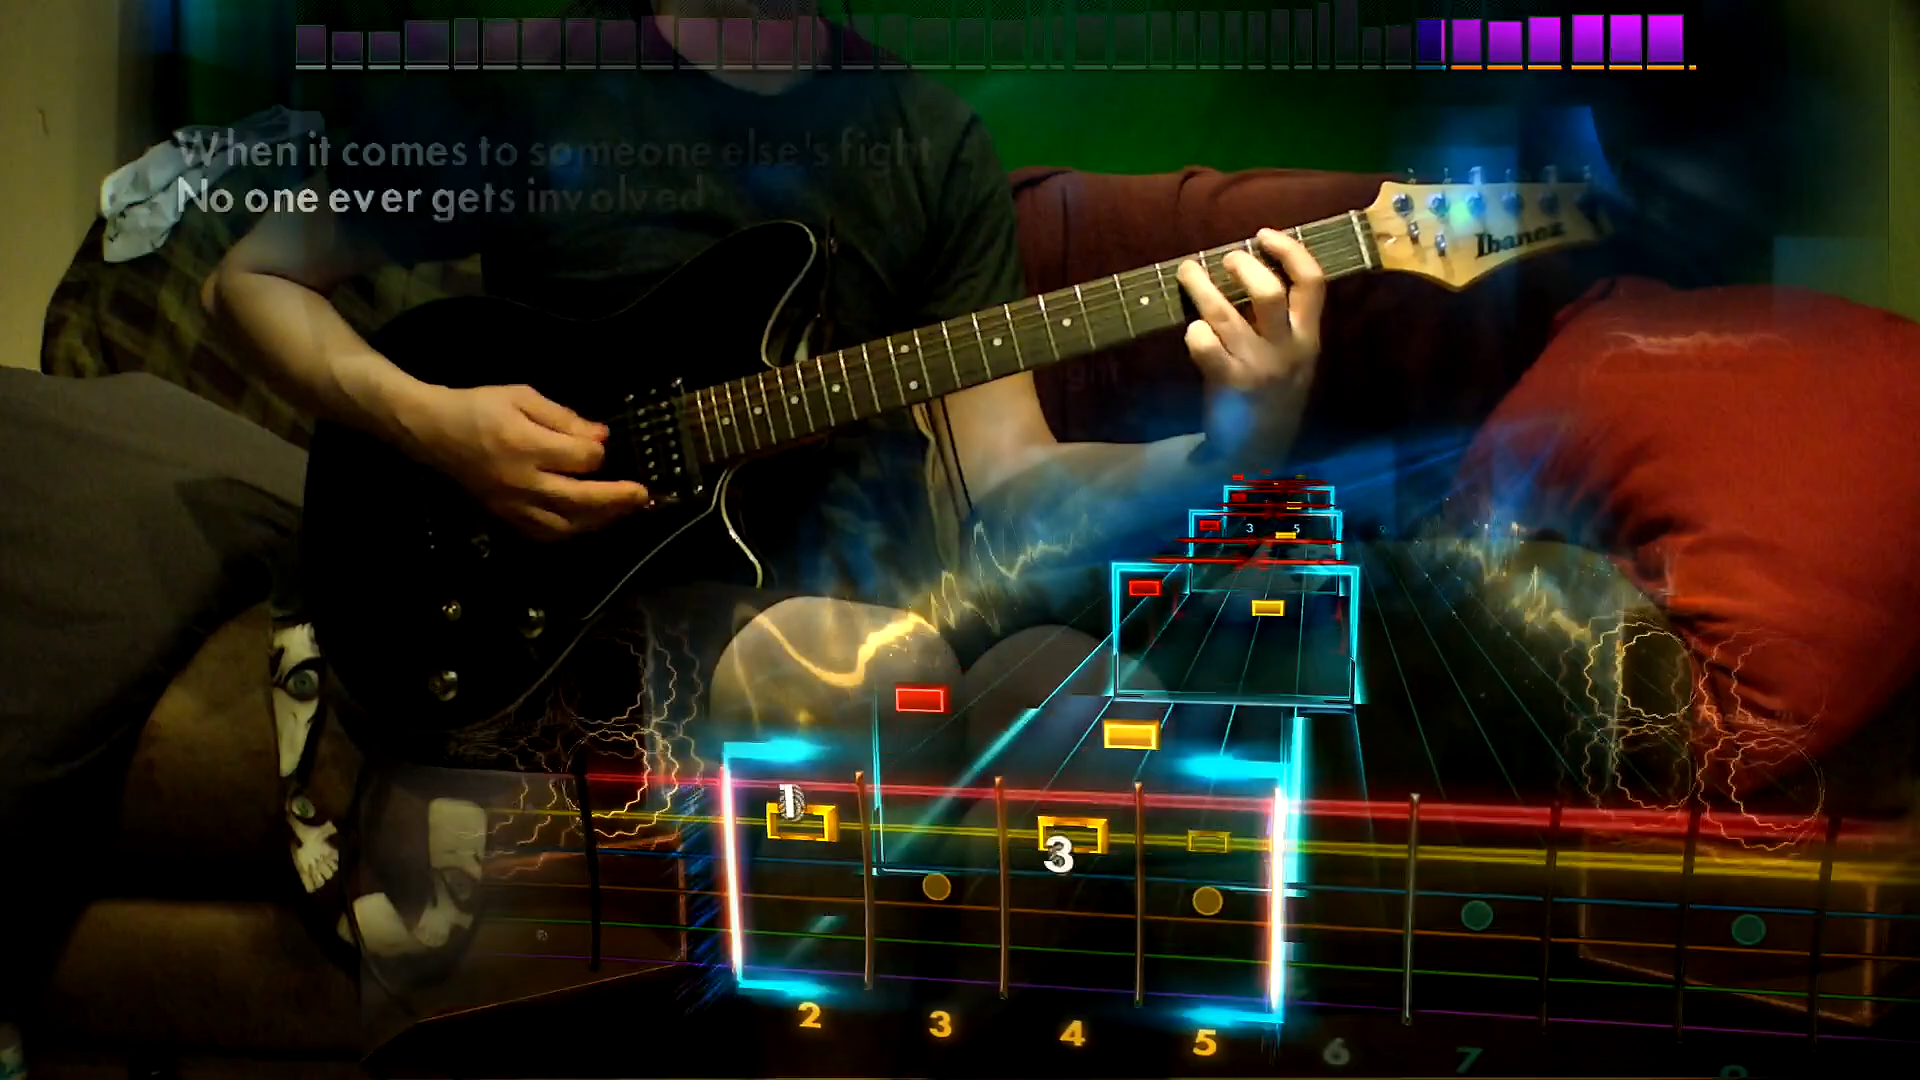 When it comes to someone else's fight
No one ever gets involved
Ibanez
3 5
1
3
2 3 4 5 6 7 8